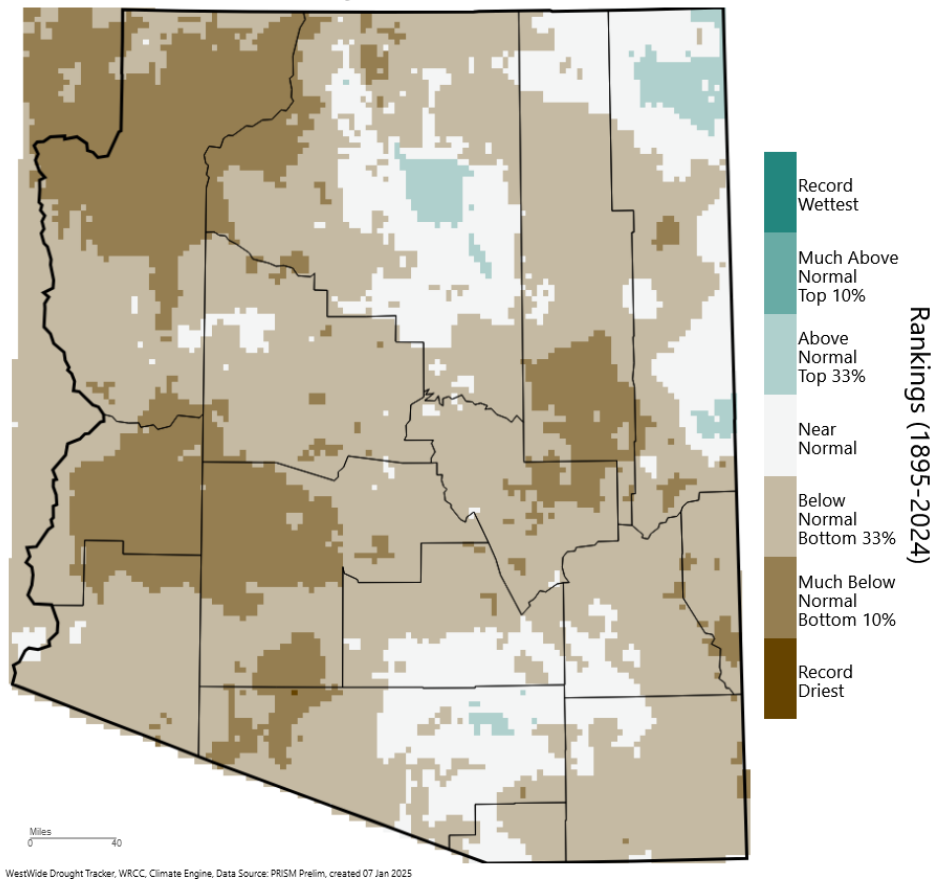 Record
Wettest
Much Above
Normal
Top 10%
Above
Normal
Top 33%
Near
Normal
Below
Normal
Bottom 33%
Much Below
Normal
Bottom 10%
Record
Driest
Rankings (1895-2024)
Miles
0 40
WestWide Drought Tracker, WRCC, Climate Engine, Data Source: PRISM Prelim, created 07 Jan 2025